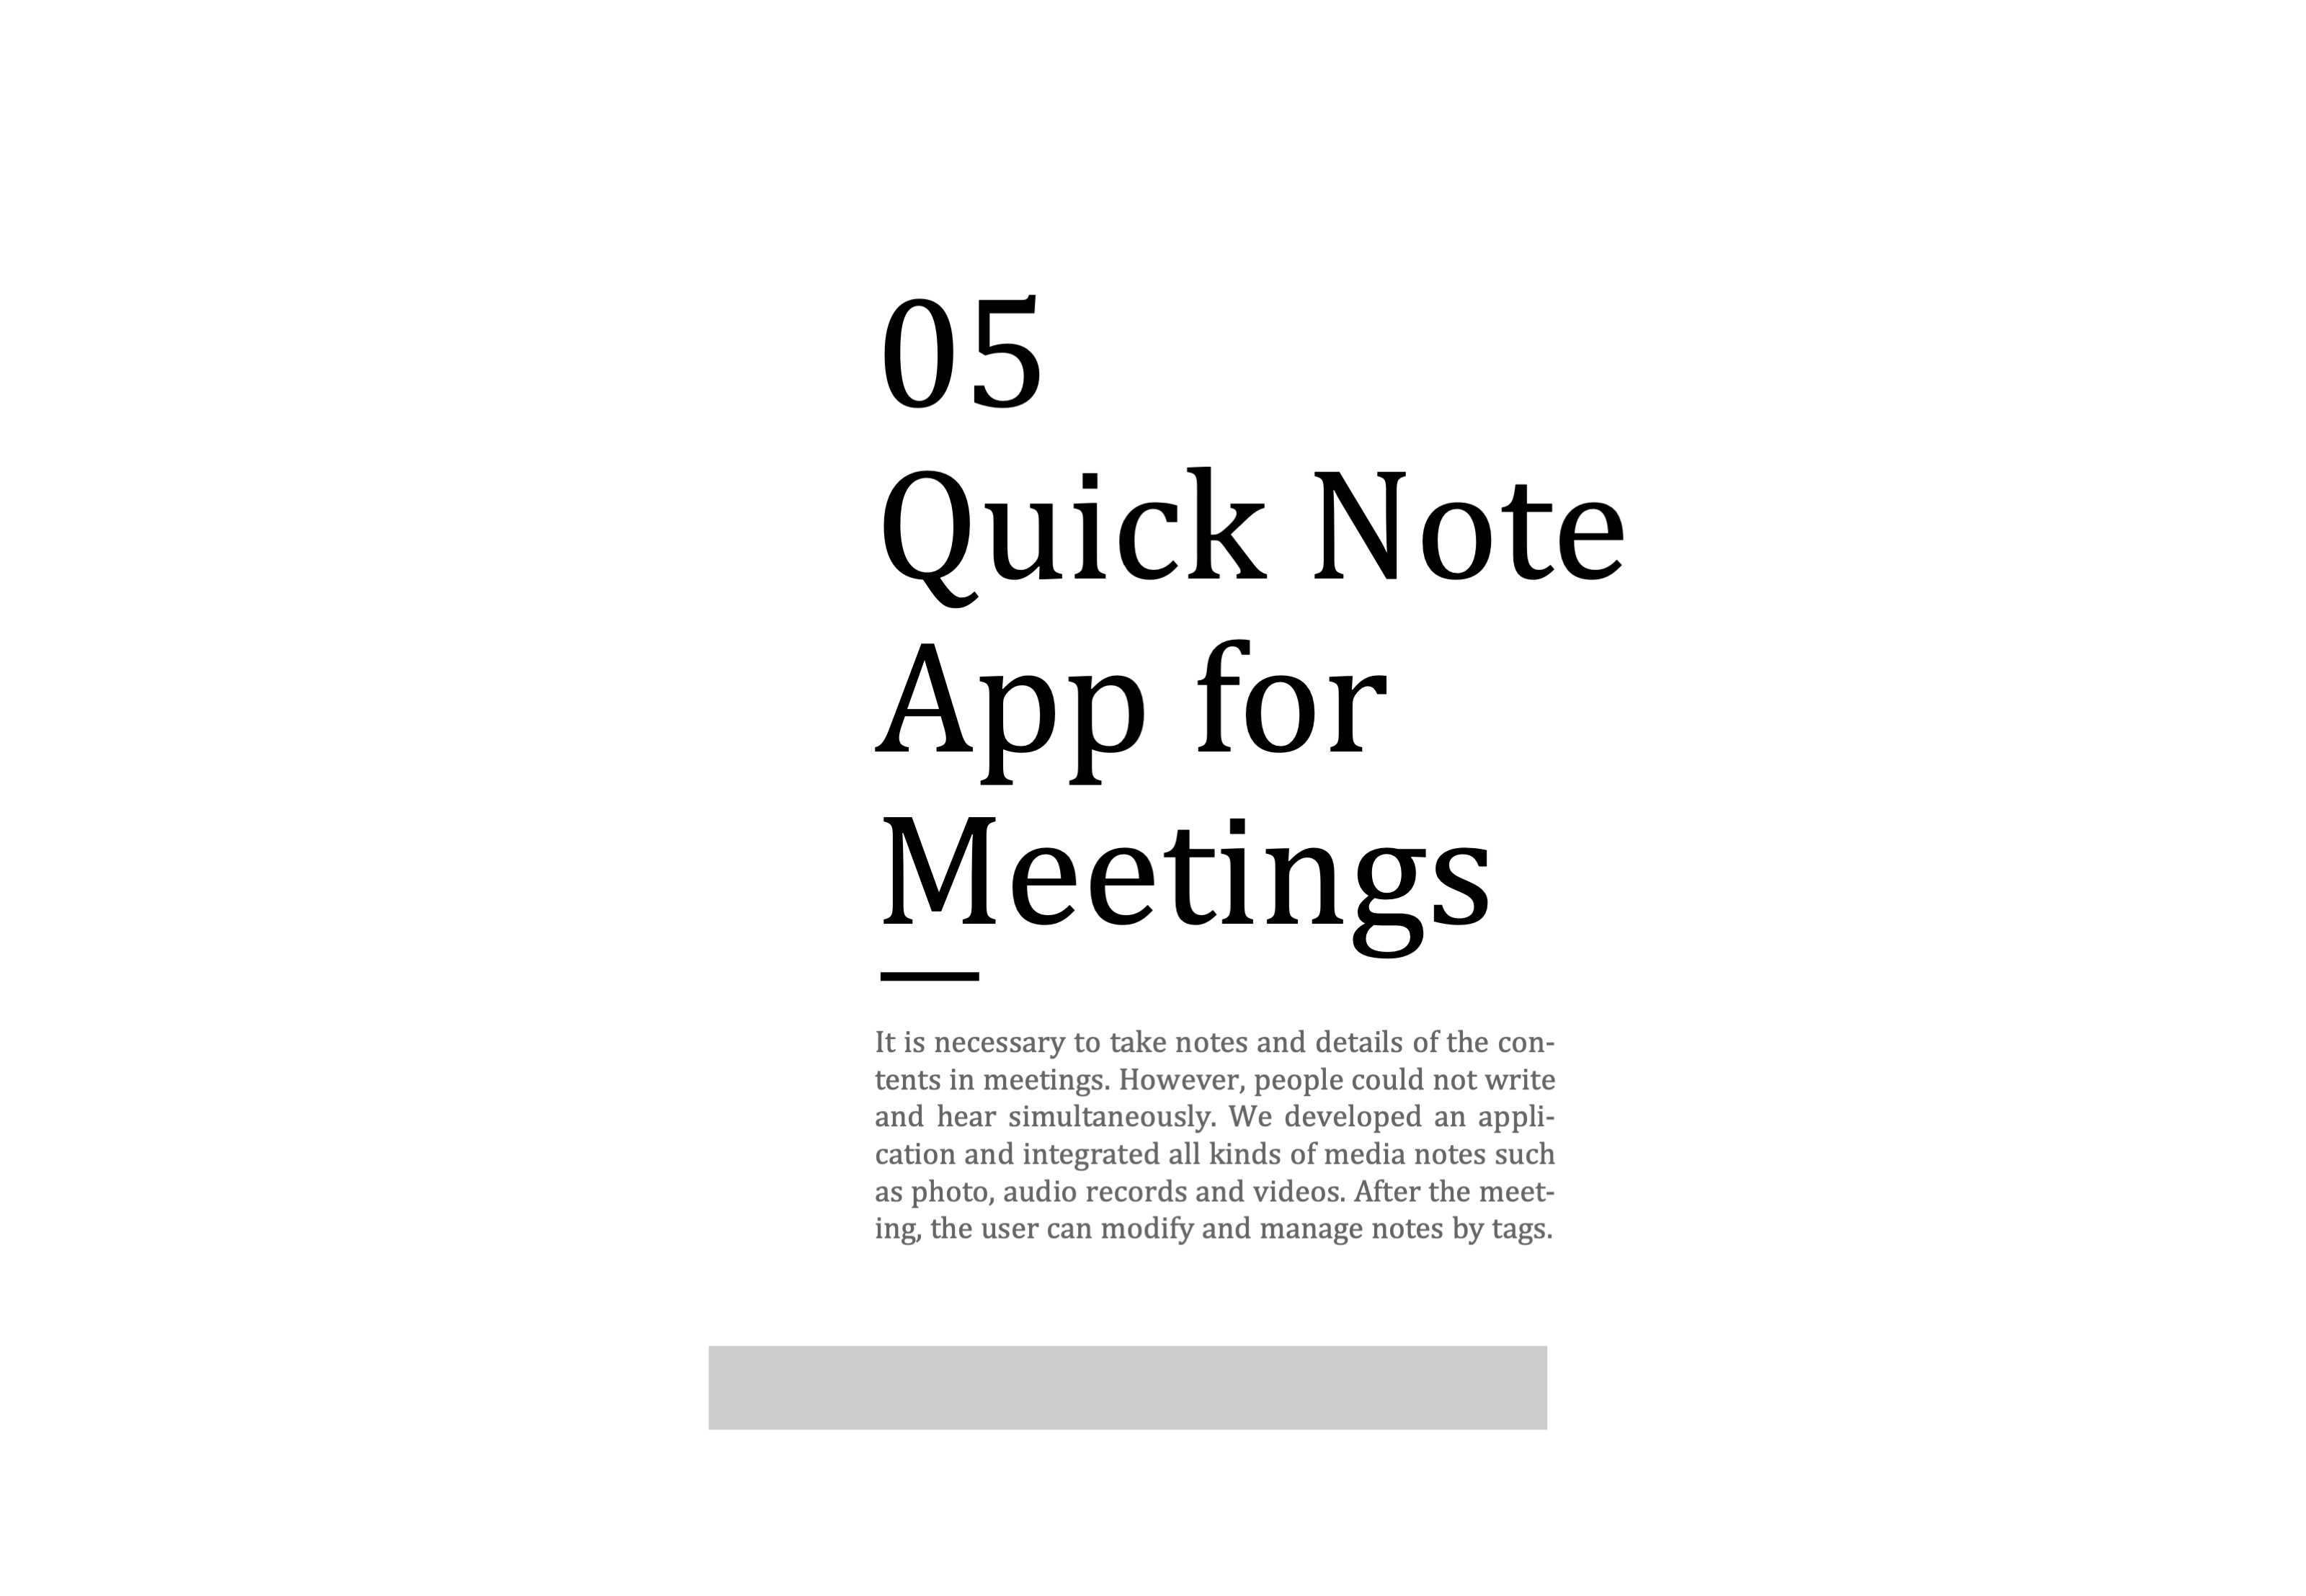 05
Quick Note
App for
Meetings
It is necessary to take notes and details of the con-
tents in meetings. However, people could not write
and hear simultaneously. We developed an appli-
cation and integrated all kinds of media notes such
as photo, audio records and videos. After the meet-
ing, the user can modify and manage notes by tags.